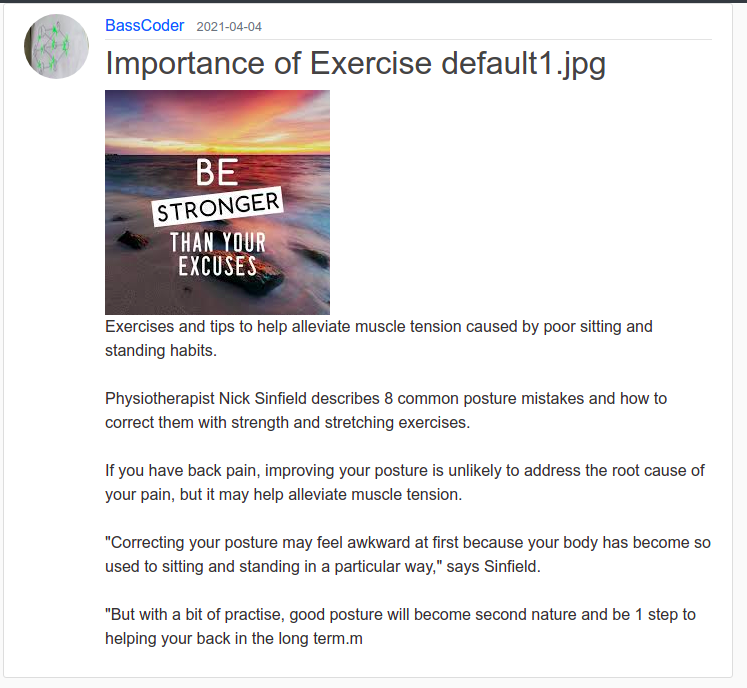 BassCoder 2021-04-04
Importance of Exercise default1.jpg
BE
STRONGER
THAN YOUR
EXCUSES
Exercises and tips to help alleviate muscle tension caused by poor sitting and
standing habits.
Physiotherapist Nick Sinfield describes 8 common posture mistakes and how to
correct them with strength and stretching exercises.
If you have back pain, improving your posture is unlikely to address the root cause of
your pain, but it may help alleviate muscle tension.
"Correcting your posture may feel awkward at first because your body has become so
used to sitting and standing in a particular way," says Sinfield.
"But with a bit of practise, good posture will become second nature and be 1 step to
helping your back in the long term.m